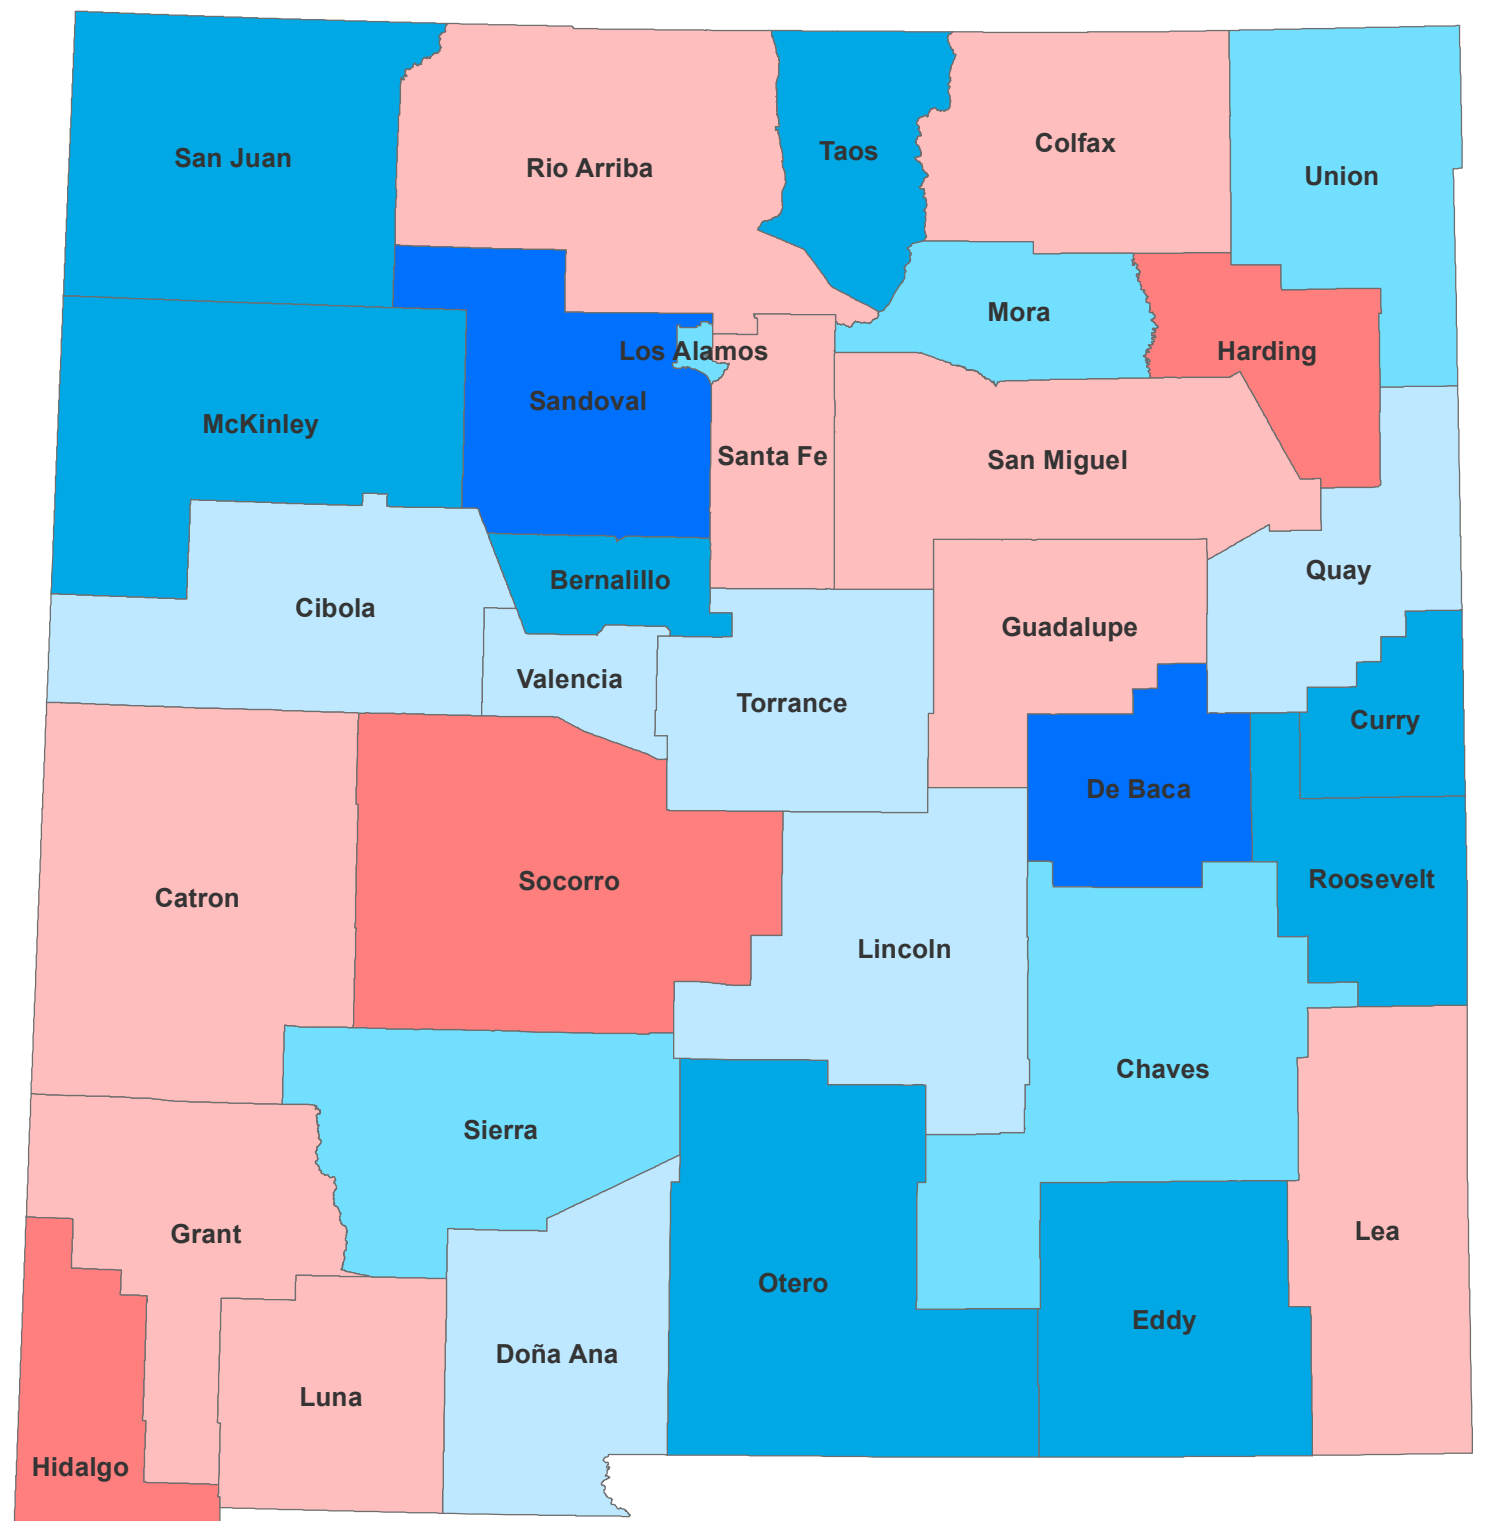 San Juan
Rio Arriba
Taos
Colfax
Union
Mora
Harding
Los Alamos
Sandoval
McKinley
Santa Fe
San Miguel
Quay
Bernalillo
Cibola
Guadalupe
Valencia
Torrance
Curry
De Baca
Roosevelt
Socorro
Catron
Lincoln
Chaves
Sierra
Grant
Lea
Otero
Eddy
Doña Ana
Luna
Hidalgo